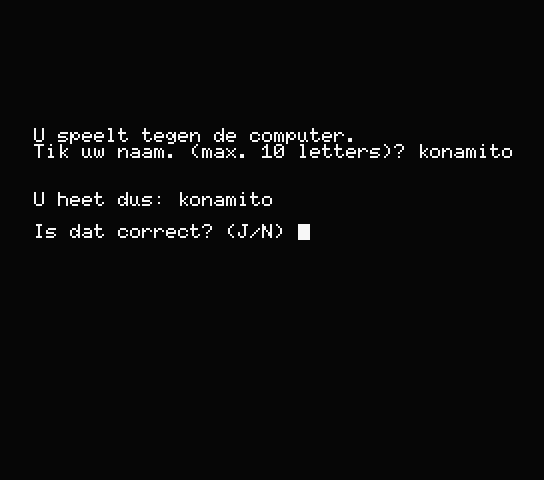 U speelt tegen de computer.
Tik uw naam. (max. 10 letters)? konamito
U heet dus: konamito
Is dat correct? (J/N)